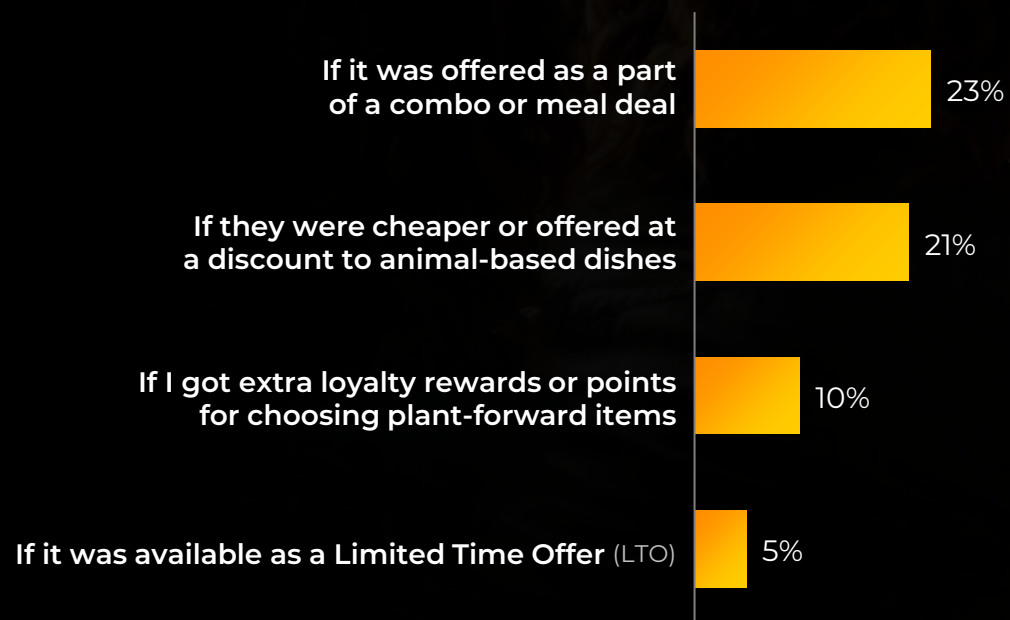 If it was offered as a part
of a combo or meal deal
23%
If they were cheaper or offered at
a discount to animal-based dishes
21%
If I got extra loyalty rewards or points
for choosing plant-forward items
10%
If it was available as a Limited Time Offer (LTO)
5%